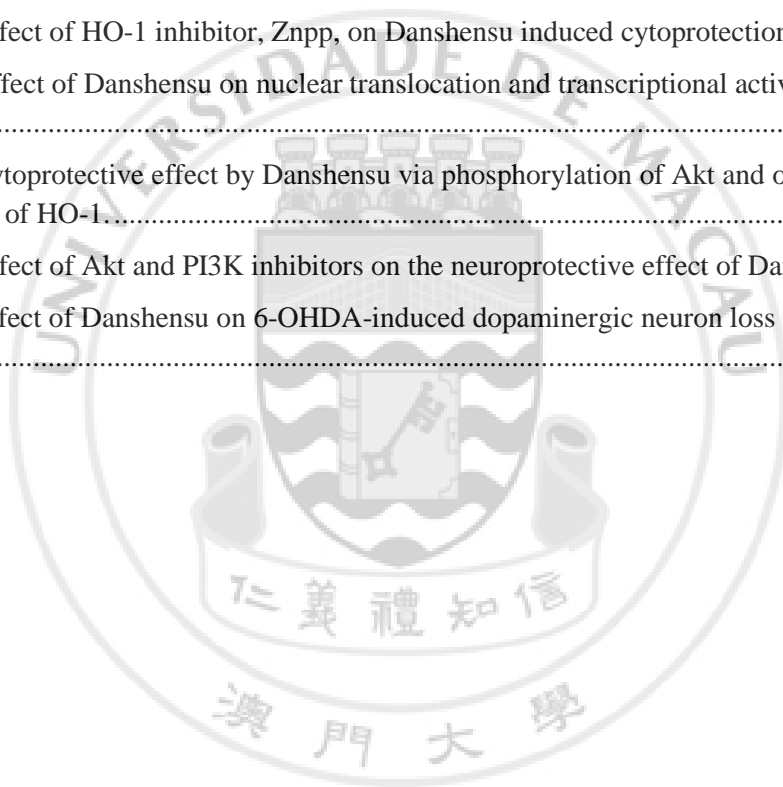 ffect of HO-1 inhibitor, Znpp, on Danshensu induced cytoprotection
ffect of Danshensu on nuclear translocation and transcriptional activ
....................................................................................................
ytoprotective effect by Danshensu via phosphorylation of Akt and o
of HO-1.....................................................................................
ffect of Akt and PI3K inhibitors on the neuroprotective effect of Da
ffect of Danshensu on 6-OHDA-induced dopaminergic neuron loss
....................................................................................................
UNIVERSIDADE DE MACAU
仁義禮知信
澳門大學